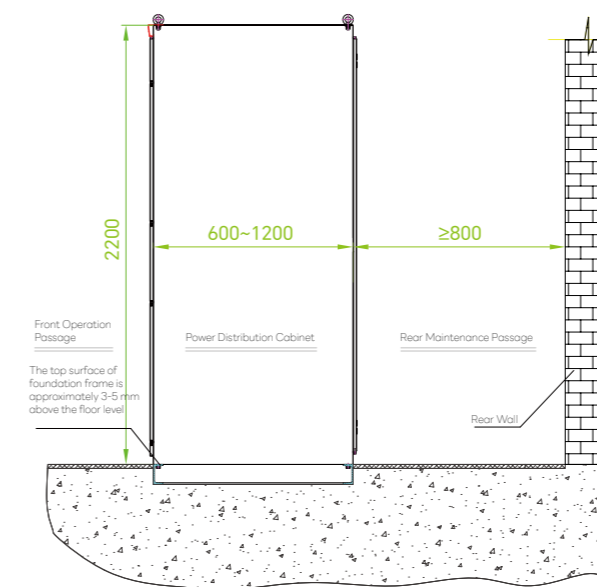 2200
600~1200
≥800
Front Operation
Passage
Power Distribution Cabinet
Rear Maintenance Passage
The top surface of
foundation frame is
approximately 3-5 mm
above the floor level
Rear Wall